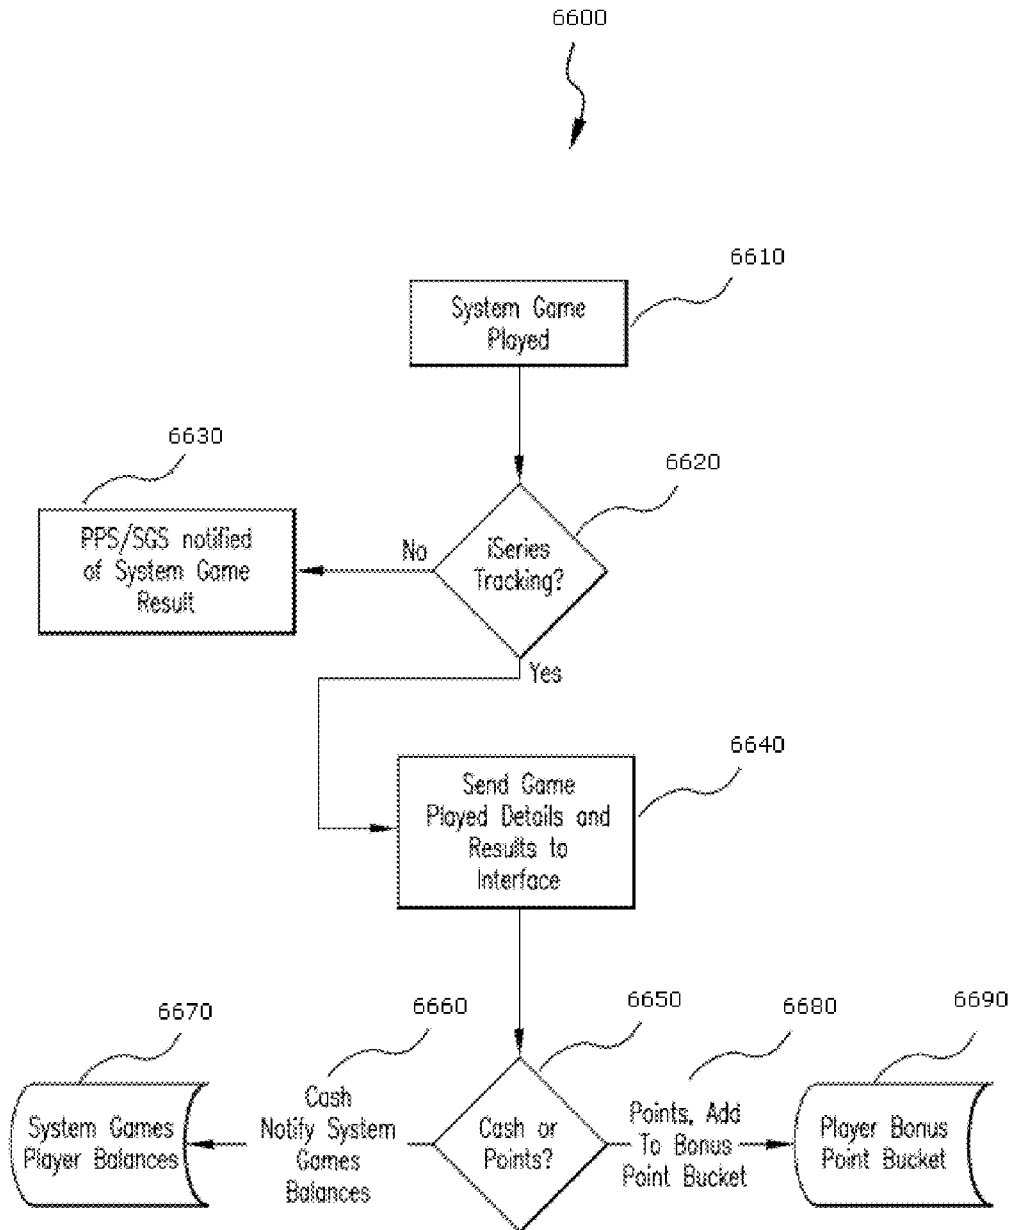 6600
6610
System Game
Played
6630
6620
PPS/SGS notified
of System Game
Result
No
iSeries
Tracking?
Yes
6640
Send Game
Played Details and
Results to
Interface
6670
6660
6650
6680
6690
System Games
Player Balances
Cash
Notify System
Games
Balances
Cash or
Points?
Points, Add
To Bonus
Point Bucket
Player Bonus
Point Bucket